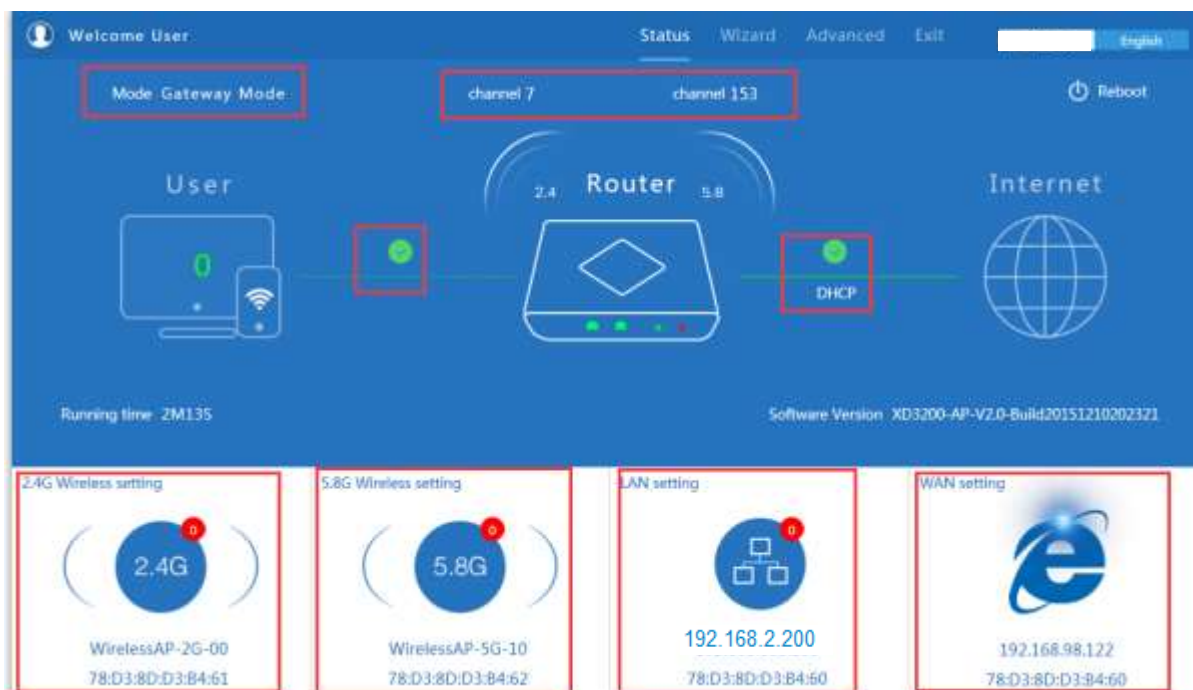 Welcome User
Status Wizard Advanced Exit
English
Mode Gateway Mode
channel 7 channel 153
Reboot
User
2.4 Router 5.8
Internet
0
DHCP
Running time 2M13S
Software Version XD3200-AP-V2.0-Build20151210202321
2.4G Wireless setting
0
2.4G
WirelessAP-2G-00
78:D3:8D:D3:B4:61
5.8G Wireless setting
0
5.8G
WirelessAP-5G-10
78:D3:8D:D3:B4:62
LAN setting
0
192.168.2.200
78:D3:8D:D3:B4:60
WAN setting
192.168.98.122
78:D3:8D:D3:B4:60